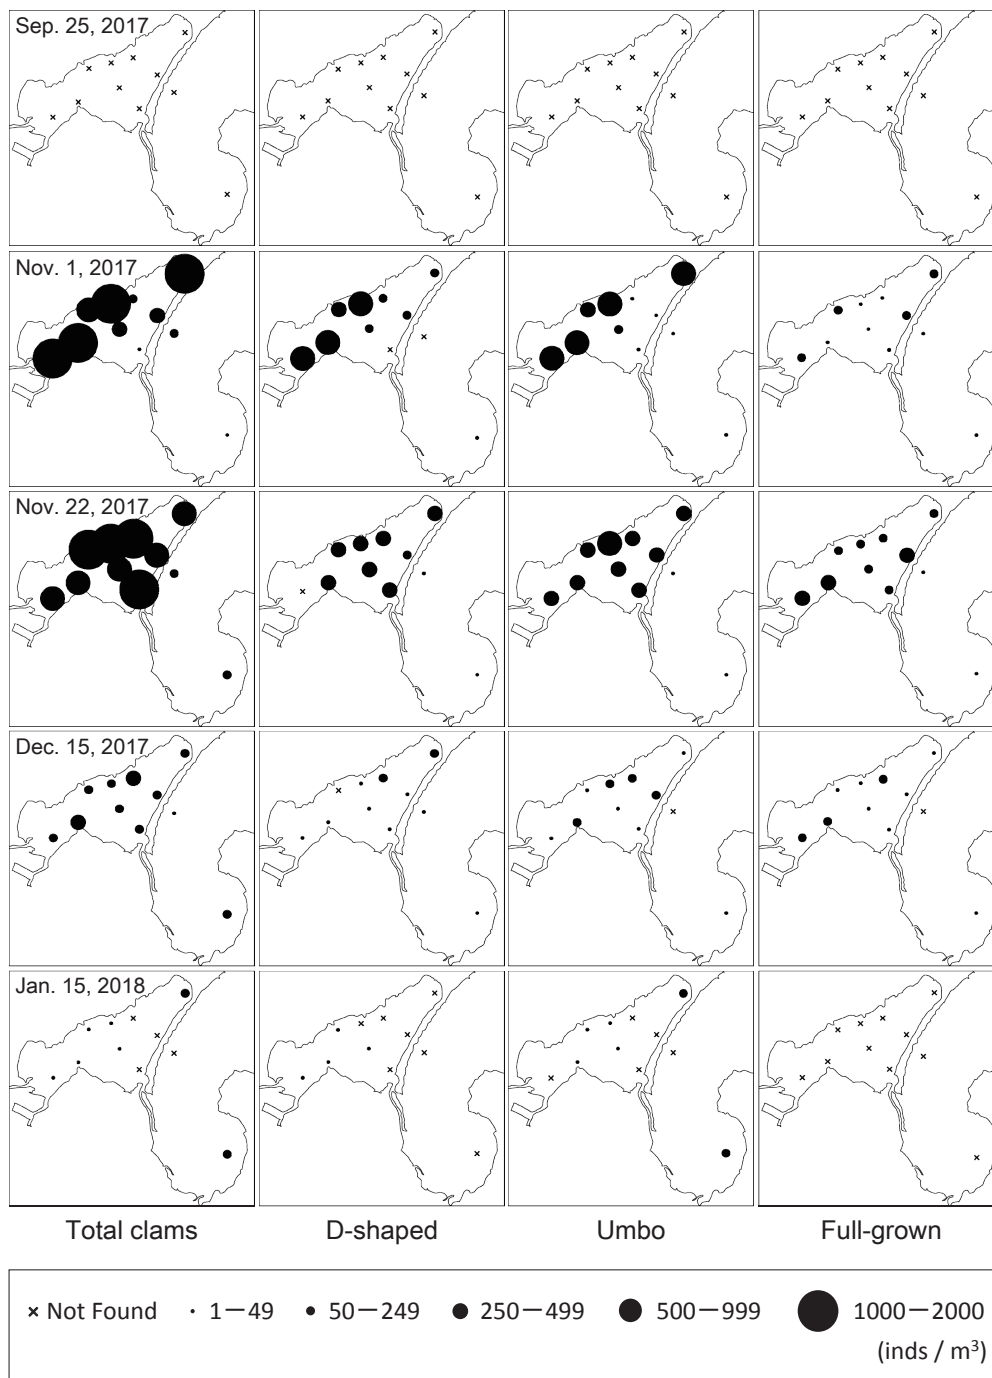 Sep. 25, 2017
Nov. 1, 2017
Nov. 22, 2017
Dec. 15, 2017
Jan. 15, 2018
Total clams D-shaped Umbo Full-grown
× Not Found 1—49 50—249 250—499 500—999 1000—2000
(inds / m³)